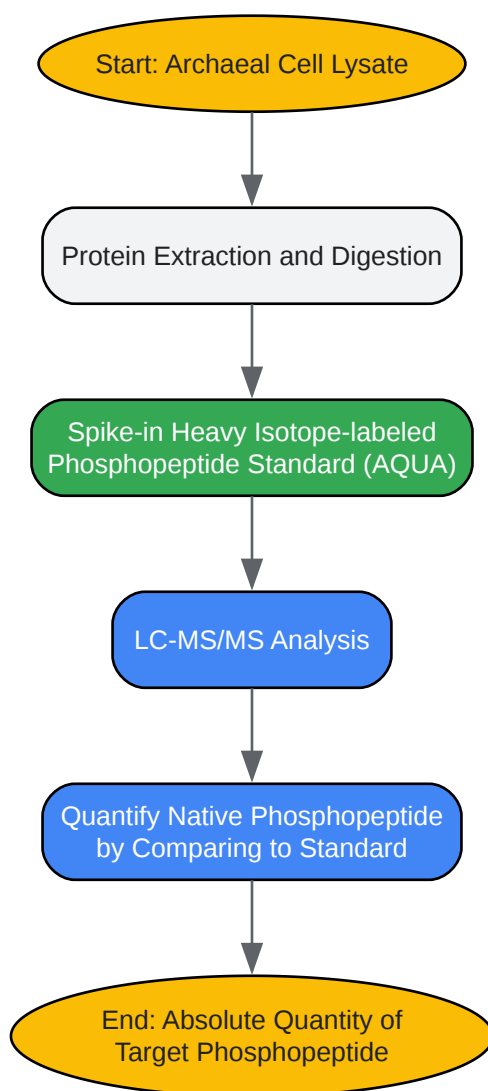 Start: Archaeal Cell Lysate
Protein Extraction and Digestion
Spike-in Heavy Isotope-labeled
Phosphopeptide Standard (AQUA)
LC-MS/MS Analysis
Quantify Native Phosphopeptide
by Comparing to Standard
End: Absolute Quantity of
Target Phosphopeptide